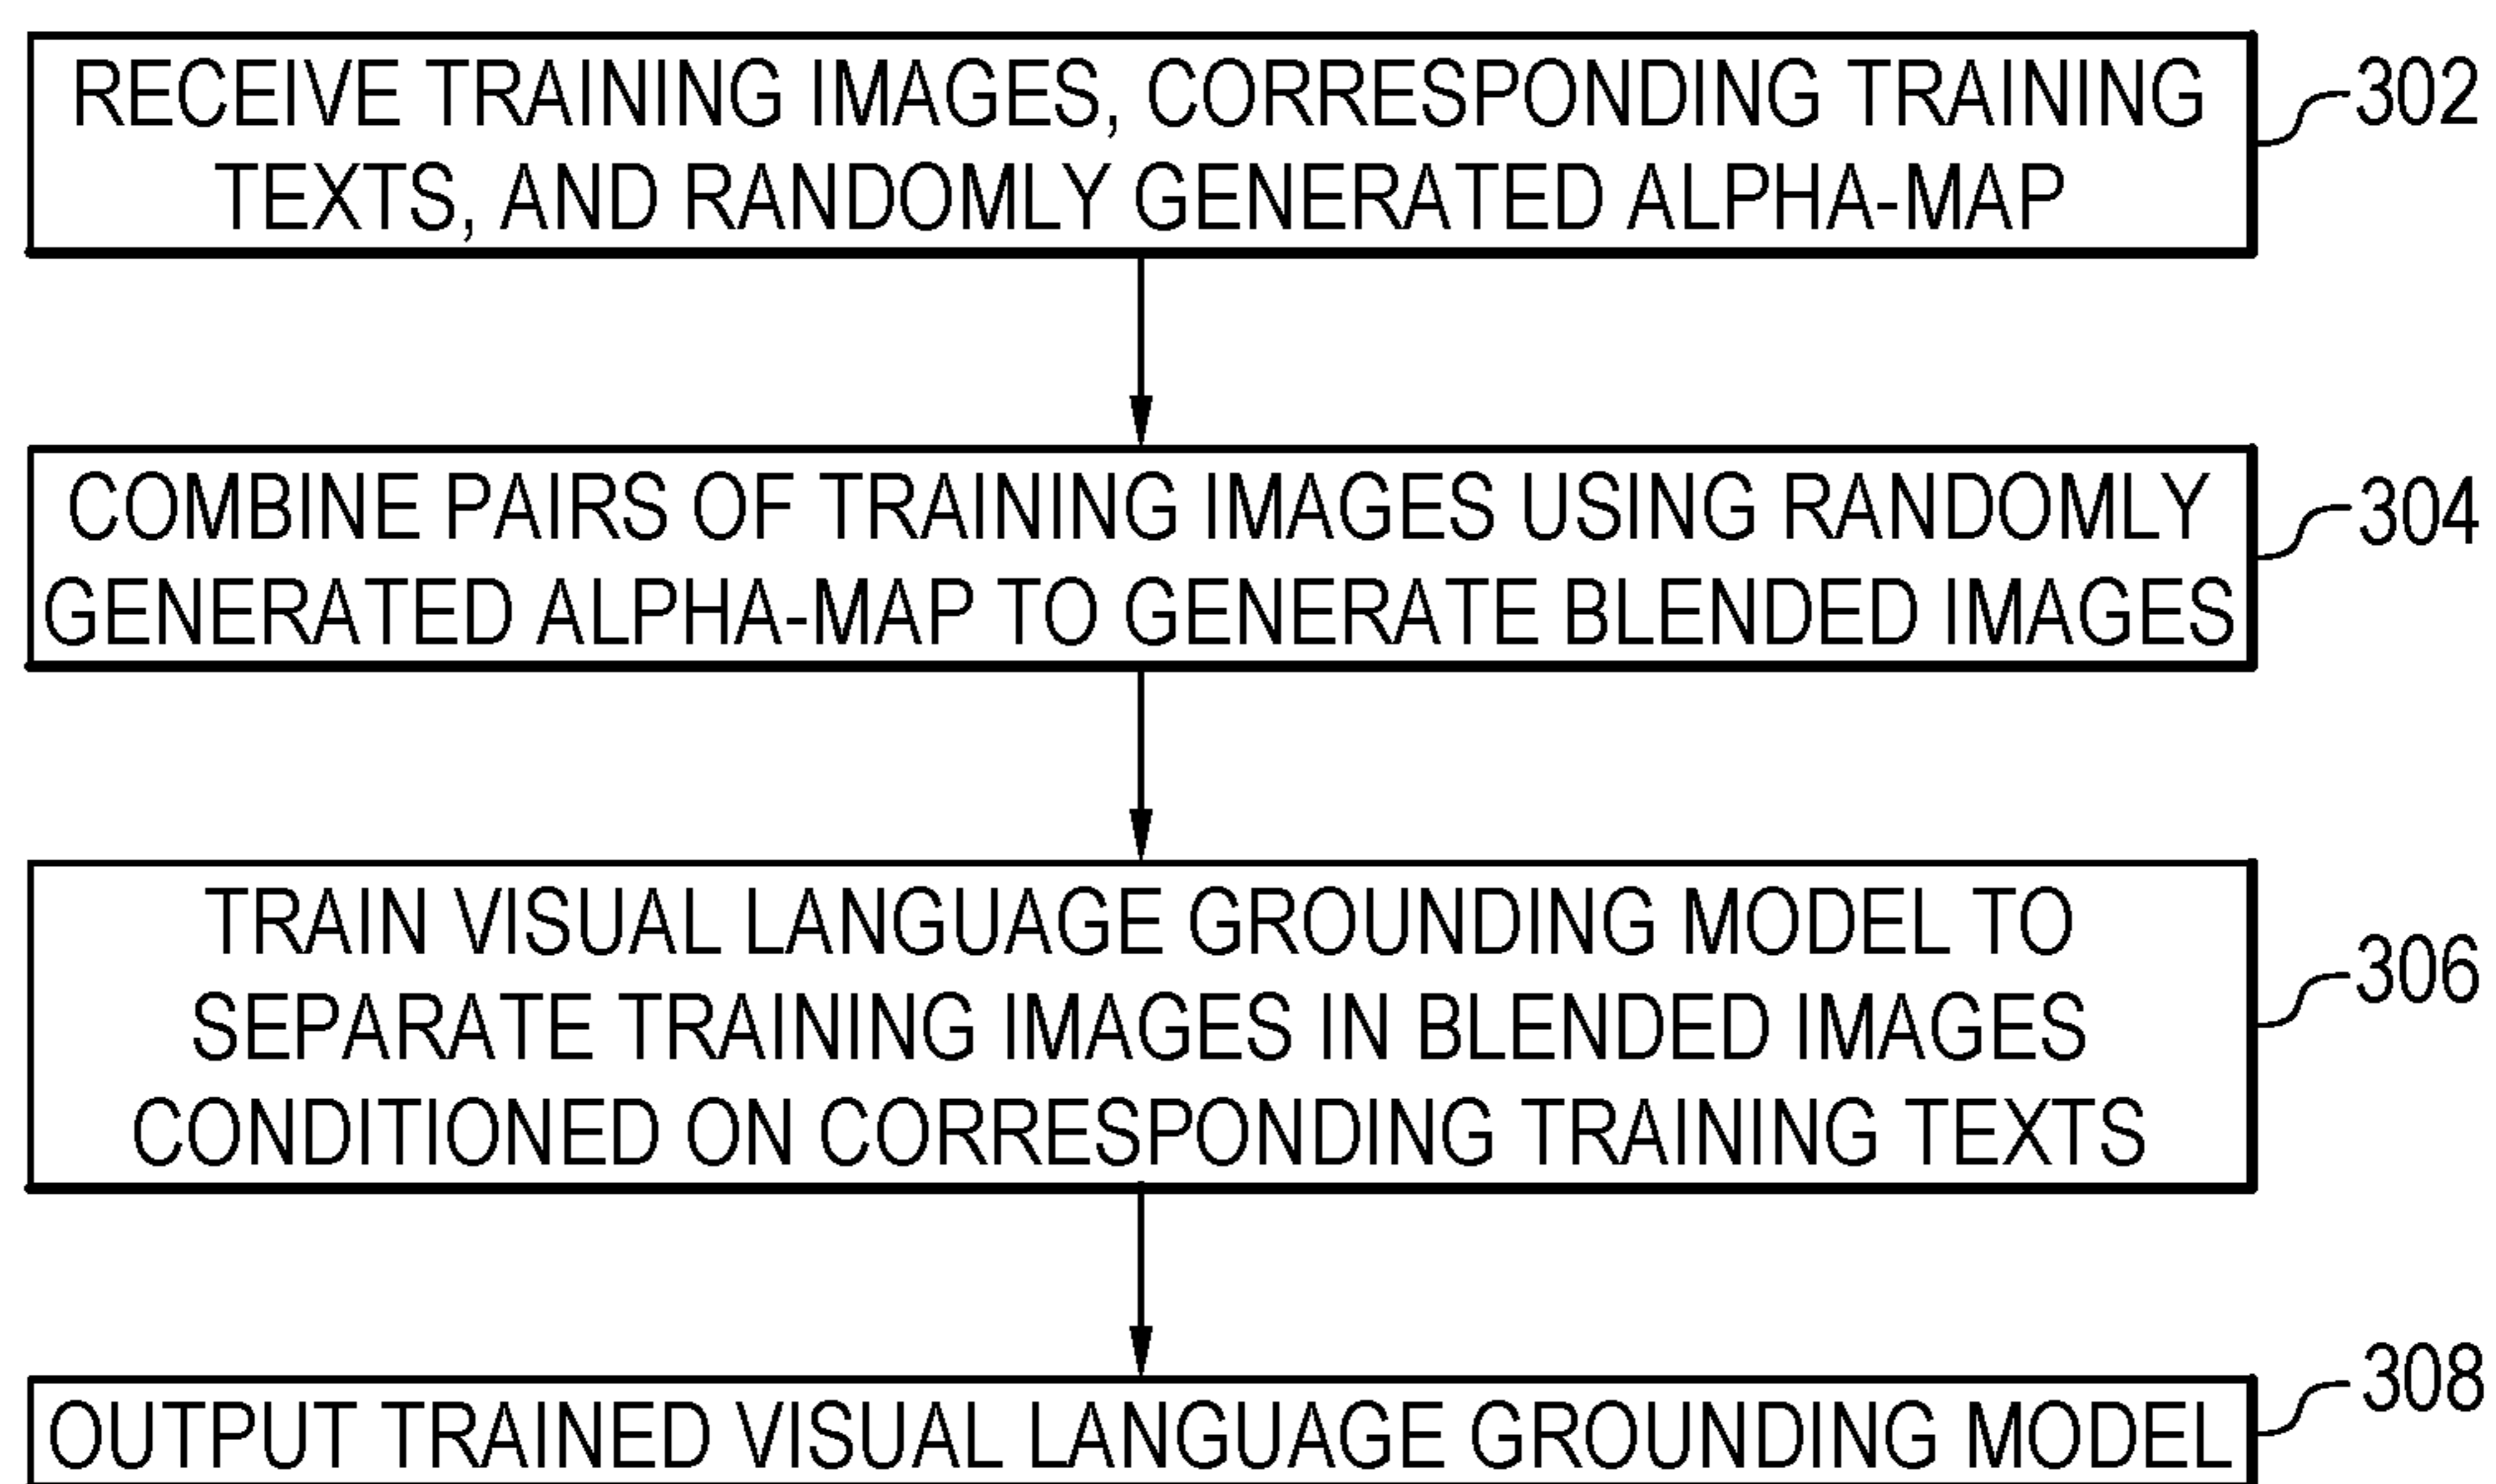 RECEIVE TRAINING IMAGES, CORRESPONDING TRAINING
TEXTS, AND RANDOMLY GENERATED ALPHA-MAP
302
COMBINE PAIRS OF TRAINING IMAGES USING RANDOMLY
GENERATED ALPHA-MAP TO GENERATE BLENDED IMAGES
304
TRAIN VISUAL LANGUAGE GROUNDING MODEL TO
SEPARATE TRAINING IMAGES IN BLENDED IMAGES
CONDITIONED ON CORRESPONDING TRAINING TEXTS
306
OUTPUT TRAINED VISUAL LANGUAGE GROUNDING MODEL
308